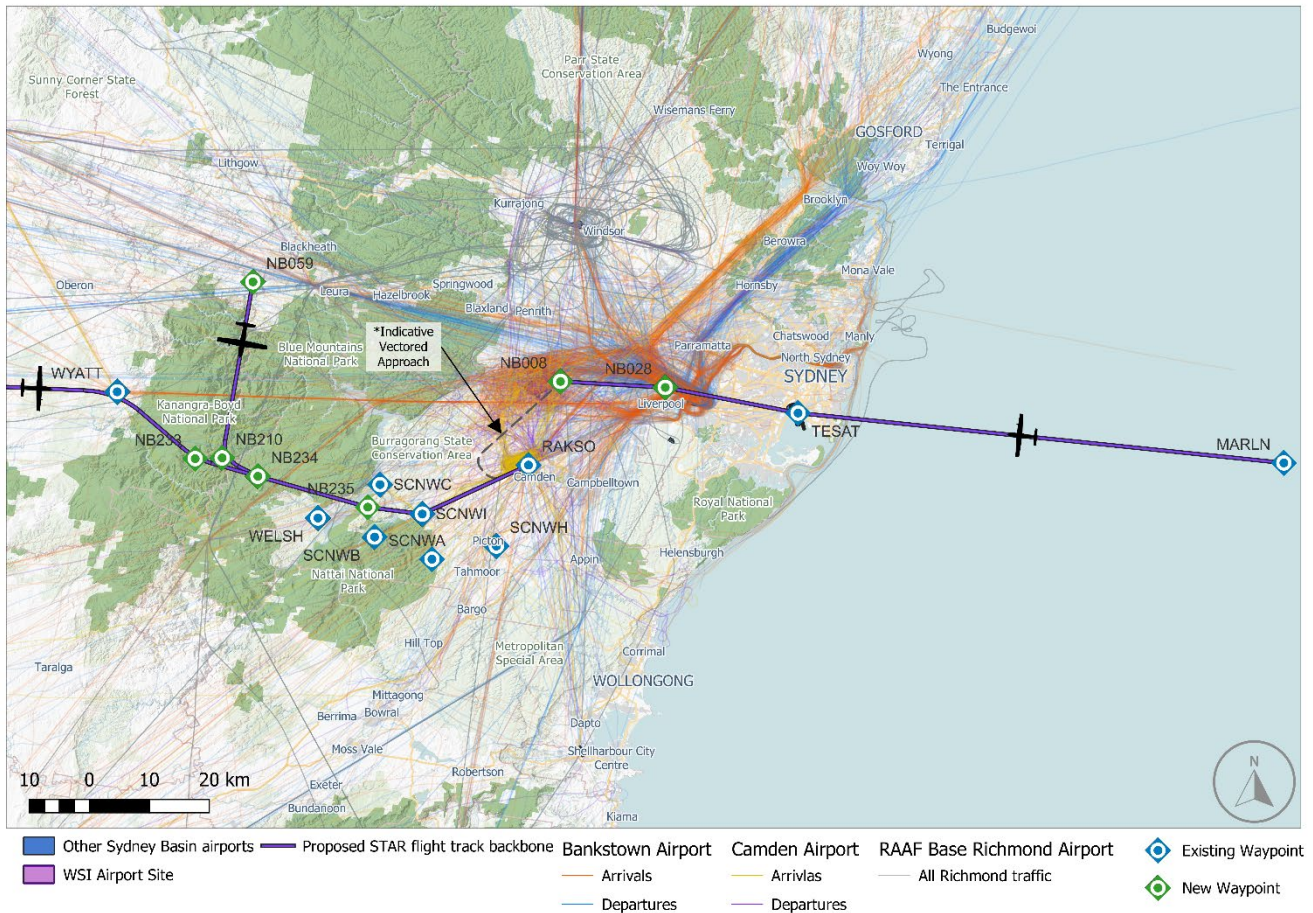 Budgewoi
Sunny Corner State
Forest
Parr State
Conservation Area
Wyong
The Entrance
Wisemans Ferry
GOSFORD
Terrigal
Woy Woy
Lithgow
Brooklyn
Kurrajong
Windsor
Berowra
Blackheath
Mona Vale
NB059
Oberon
Leura
Hazelbrook
Springwood
Hornsby
Blaxland
Penrith
*Indicative
Vectored
Approach
Blue Mountains
National Park
Parramatta
Chatswood
Manly
North Sydney
WYATT
NB008
NB028
SYDNEY
Kanangra-Boyd
National Park
Liverpool
TESAT
NB233
NB210
Burragorang State
Conservation Area
RAKSO
MARLN
NB234
Camden
Campbelltown
NB235
SCNWC
Royal National
Park
SCNWI
WELSH
SCNWH
SCNWB
SCNWA
Picton
Helensburgh
Nattai National
Park
Tahmoor
Appin
Bargo
Hill Top
Metropolitan
Special Area
Corrimal
Taralga
WOLLONGONG
Mittagong
Berrima
Bowral
Dapto
Moss Vale
Shellharbour City
Centre
Robertson
Exeter
Bundanoon
Kiama
10 0 10 20 km
N
Other Sydney Basin airports
Proposed STAR flight track backbone
WSI Airport Site
Bankstown Airport
Arrivals
Departures
Camden Airport
Arrivlas
Departures
RAAF Base Richmond Airport
All Richmond traffic
Existing Waypoint
New Waypoint